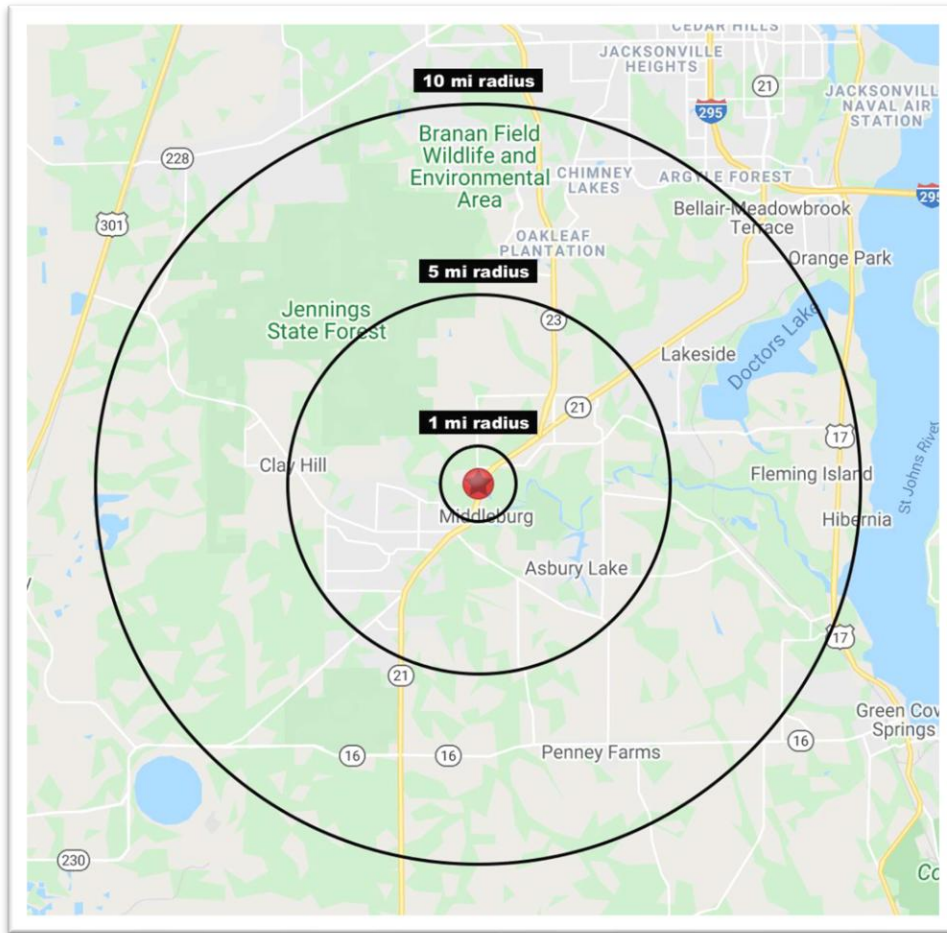 CEDAR HILLS
JACKSONVILLE
HEIGHTS
10 mi radius
21
JACKSONVILL
NAVAL AIR
STATION
295
Branan Field
Wildlife and
Environmental
Area
228
CHIMNEY
LAKES
ARGYLE FOREST
295
301
Bellair-Meadowbrook
Terrace
OAKLEAF
PLANTATION
Orange Park
5 mi radius
Jennings
State Forest
23
Doctors Lake
Lakeside
21
1 mi radius
17
Clay Hill
Fleming Island
St Johns River
Middleburg
Hibernia
Asbury Lake
17
21
Green Cov
Springs
16
16
16
Penney Farms
230
Co